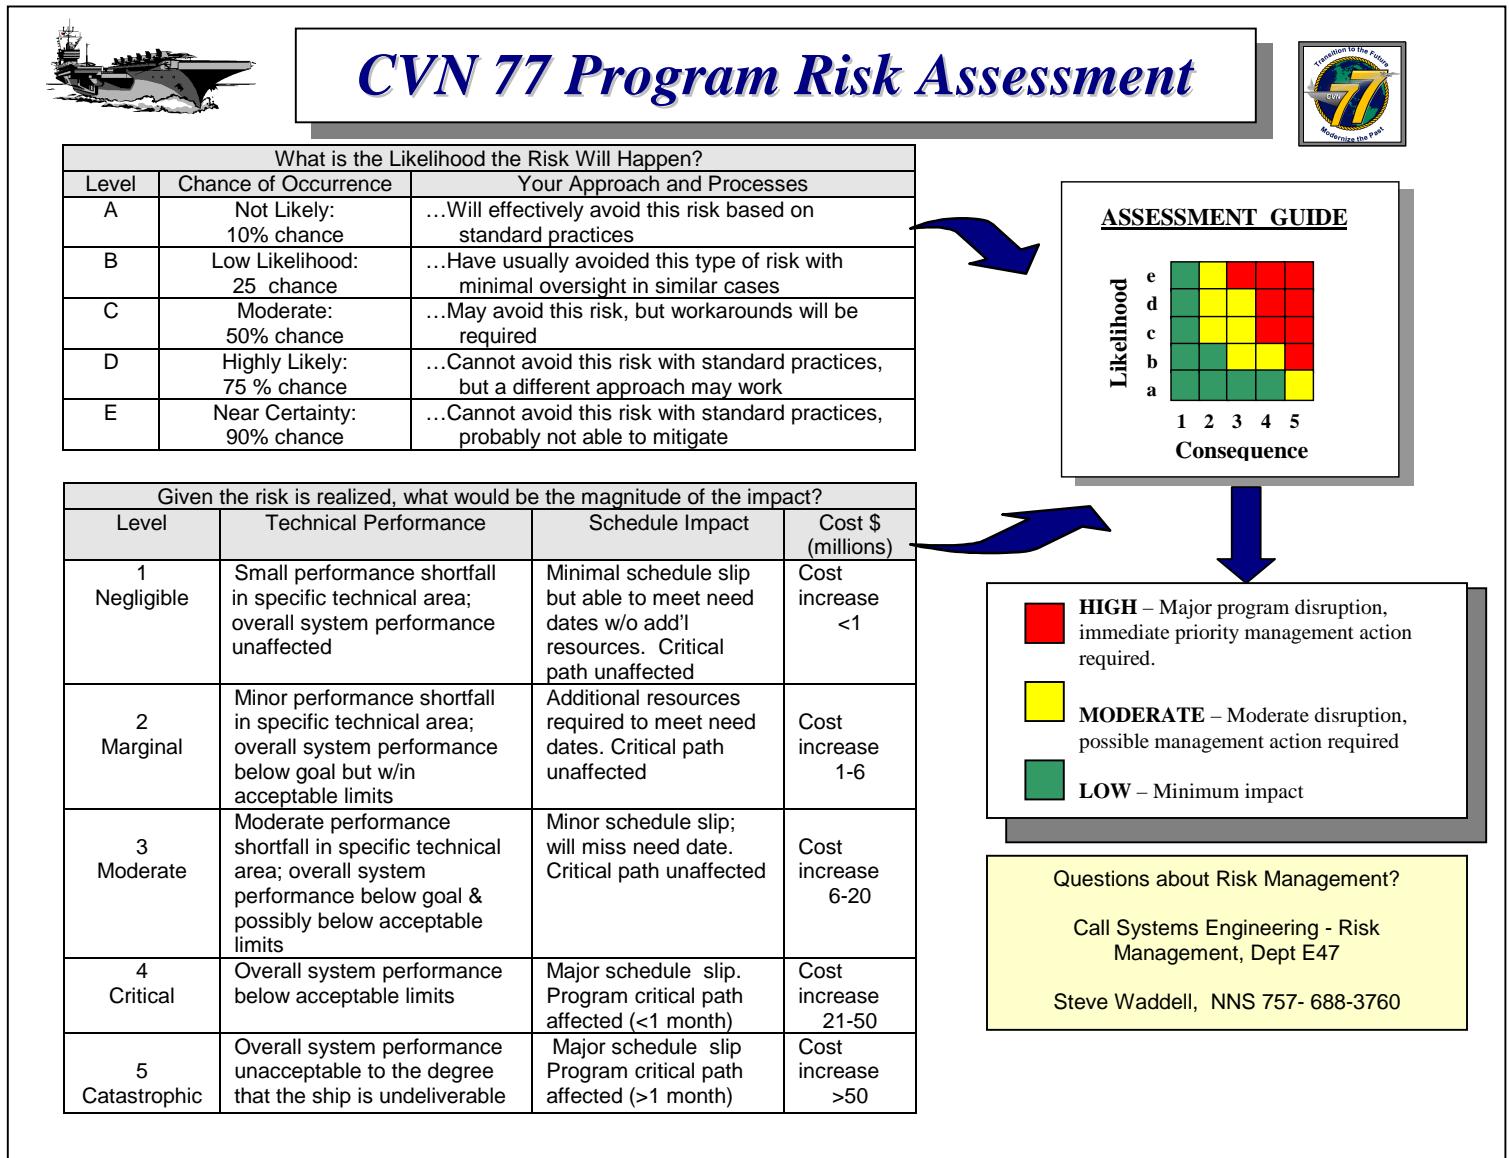 CVN 77 Program Risk Assessment
Transition to the Future
CVN
77
Modernize the Past
What is the Likelihood the Risk Will Happen?
Level Chance of Occurrence Your Approach and Processes
A Not Likely: …Will effectively avoid this risk based on
10% chance standard practices
B Low Likelihood: …Have usually avoided this type of risk with
25 chance minimal oversight in similar cases
C Moderate: …May avoid this risk, but workarounds will be
50% chance required
D Highly Likely: …Cannot avoid this risk with standard practices,
75 % chance but a different approach may work
E Near Certainty: …Cannot avoid this risk with standard practices,
90% chance probably not able to mitigate
ASSESSMENT GUIDE
Likelihood
e
d
c
b
a
1 2 3 4 5
Consequence
Given the risk is realized, what would be the magnitude of the impact?
Level Technical Performance Schedule Impact Cost $
(millions)
1 Small performance shortfall Minimal schedule slip Cost
Negligible in specific technical area; but able to meet need increase
overall system performance dates w/o add’l <1
unaffected resources. Critical
path unaffected
Minor performance shortfall Additional resources
2 in specific technical area; required to meet need Cost
Marginal overall system performance dates. Critical path increase
below goal but w/in unaffected 1-6
acceptable limits
Moderate performance Minor schedule slip;
3 shortfall in specific technical will miss need date. Cost
Moderate area; overall system Critical path unaffected increase
performance below goal & 6-20
possibly below acceptable
limits
4 Overall system performance Major schedule slip. Cost
Critical below acceptable limits Program critical path increase
affected (<1 month) 21-50
Overall system performance Major schedule slip Cost
5 unacceptable to the degree Program critical path increase
Catastrophic that the ship is undeliverable affected (>1 month) >50
HIGH – Major program disruption,
immediate priority management action
required.
MODERATE – Moderate disruption,
possible management action required
LOW – Minimum impact
Questions about Risk Management?
Call Systems Engineering - Risk
Management, Dept E47
Steve Waddell, NNS 757- 688-3760